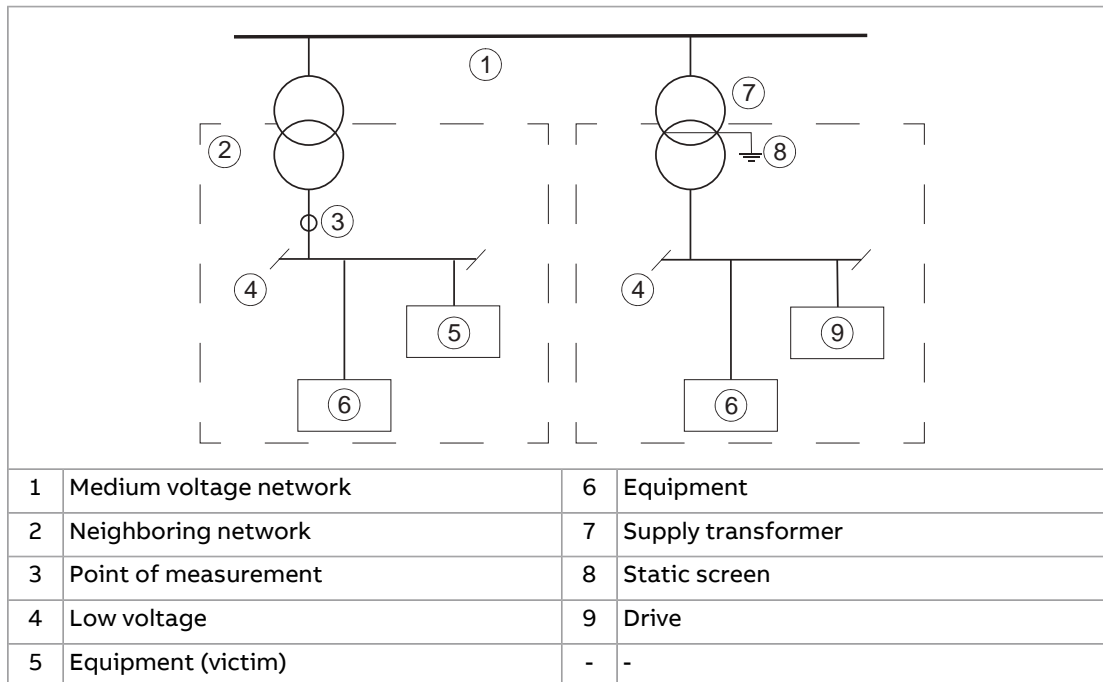 1
7
2
8
3
4
4
5
9
6
6
1 Medium voltage network 6 Equipment
2 Neighboring network 7 Supply transformer
3 Point of measurement 8 Static screen
4 Low voltage 9 Drive
5 Equipment (victim) - -